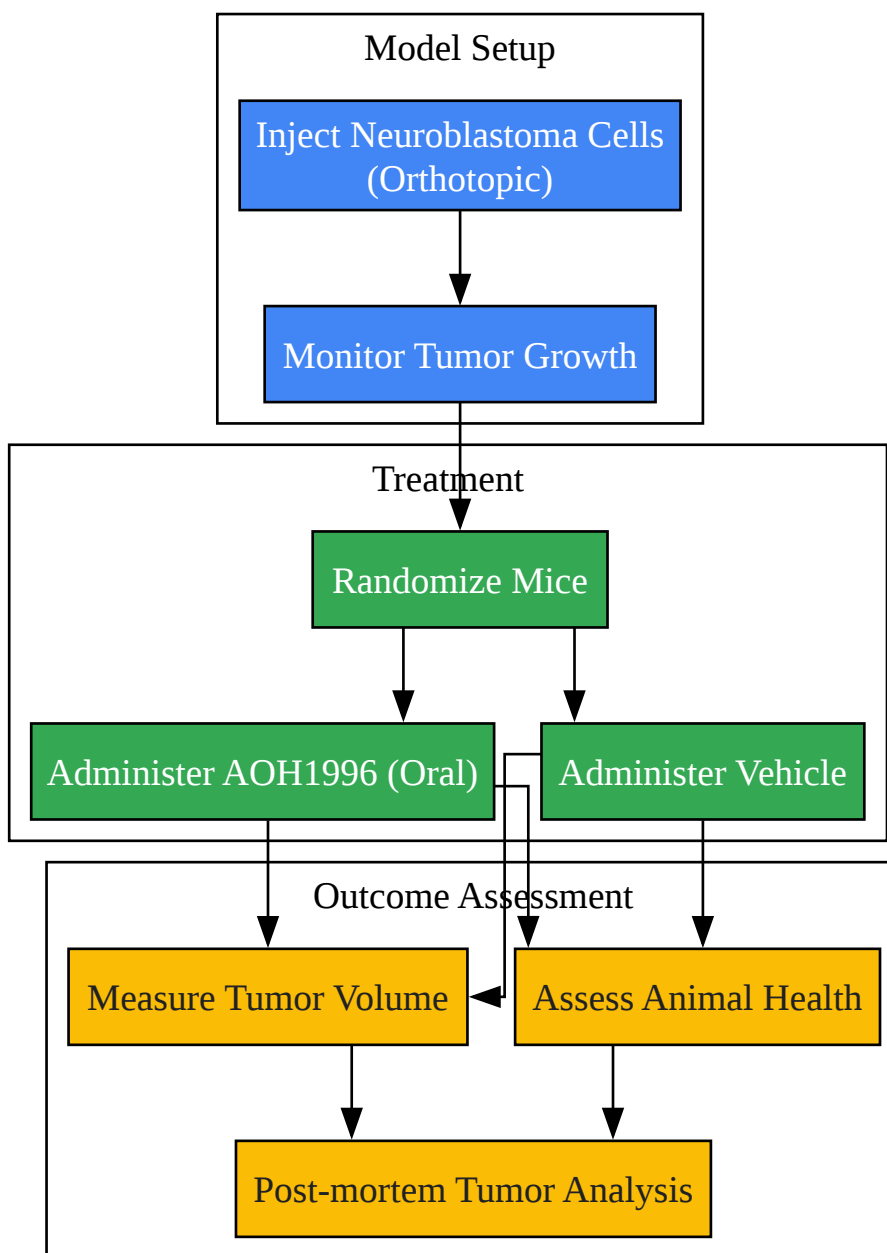 Model Setup
Inject Neuroblastoma Cells
(Orthotopic)
Monitor Tumor Growth
Treatment
Randomize Mice
Administer AOH1996 (Oral)
Administer Vehicle
Outcome Assessment
Measure Tumor Volume
Assess Animal Health
Post-mortem Tumor Analysis